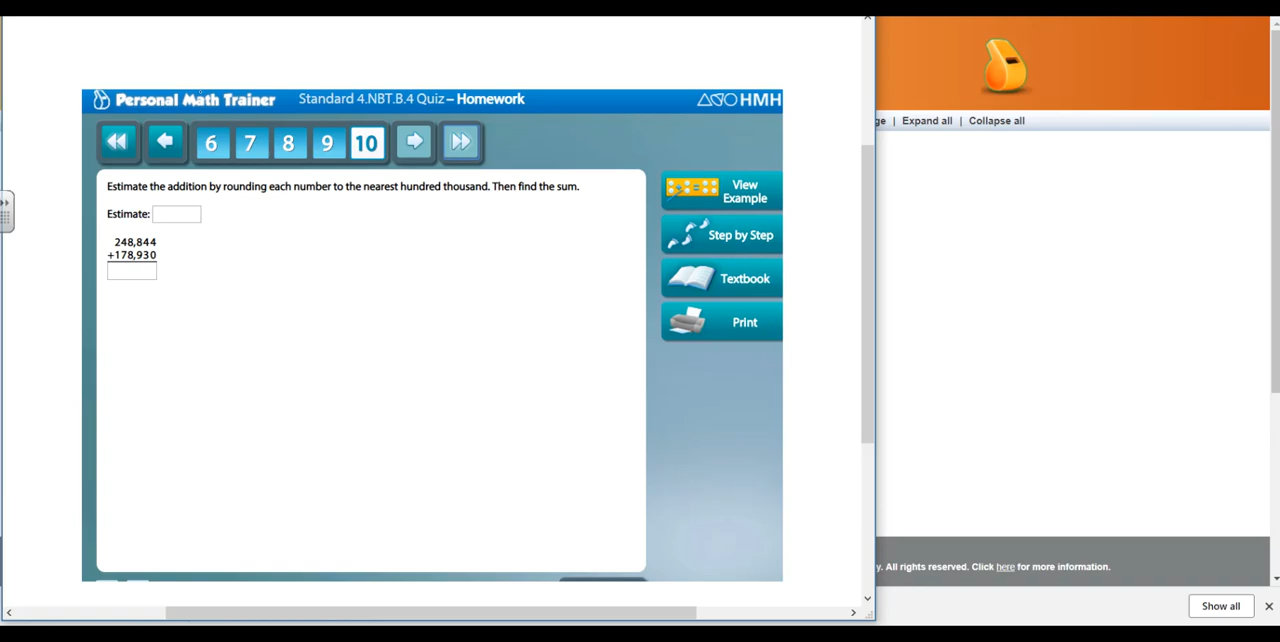 Personal Math Trainer Standard 4.NBT.B.4 Quiz – Homework HMH
6 7 8 9 10
Estimate the addition by rounding each number to the nearest hundred thousand. Then find the sum.
Estimate:
248,844
+178,930
View
Example
Step by Step
Textbook
Print
ge | Expand all | Collapse all
y. All rights reserved. Click here for more information.
Show all